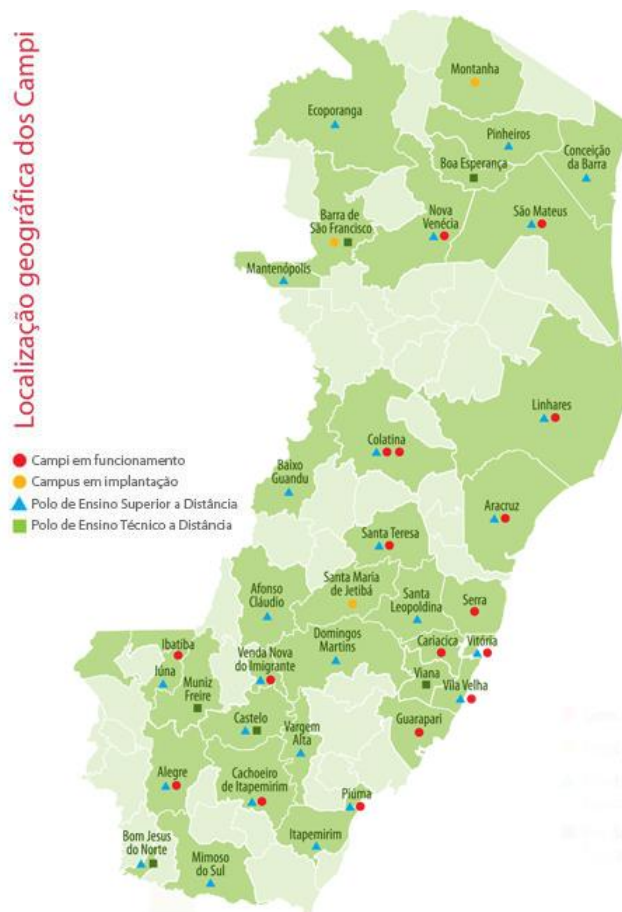 Localização geográfica dos Campi
Montanha
Ecoporanga
Pinheiros
Conceição
da Barra
Boa Esperança
Barra de
São Francisco
Nova
Venécia
São Mateus
Mantenópolis
Linhares
Colatina
Baixo
Guandu
Campi em funcionamento
Campus em implantação
Polo de Ensino Superior a Distância
Polo de Ensino Técnico a Distância
Aracruz
Santa Teresa
Santa Maria
de Jetibá
Afonso
Cláudio
Santa
Leopoldina
Serra
Domingos
Martins
Cariacica
Vitória
Ibatiba
Venda Nova
do Imigrante
Iúna
Muniz
Freire
Viana
Vila Velha
Castelo
Vargem
Alta
Guarapari
Alegre
Cachoeiro
de Itapemirim
Piúma
Bom Jesus
do Norte
Mimoso
do Sul
Itapemirim